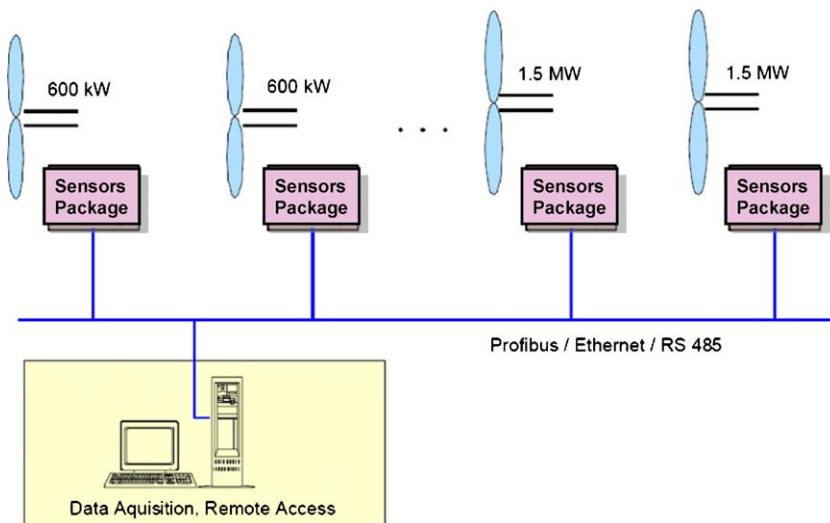 600 kW
600 kW
1.5 MW
1.5 MW
. . .
Sensors
Package
Sensors
Package
Sensors
Package
Sensors
Package
Profibus / Ethernet / RS 485
Data Aquisition, Remote Access